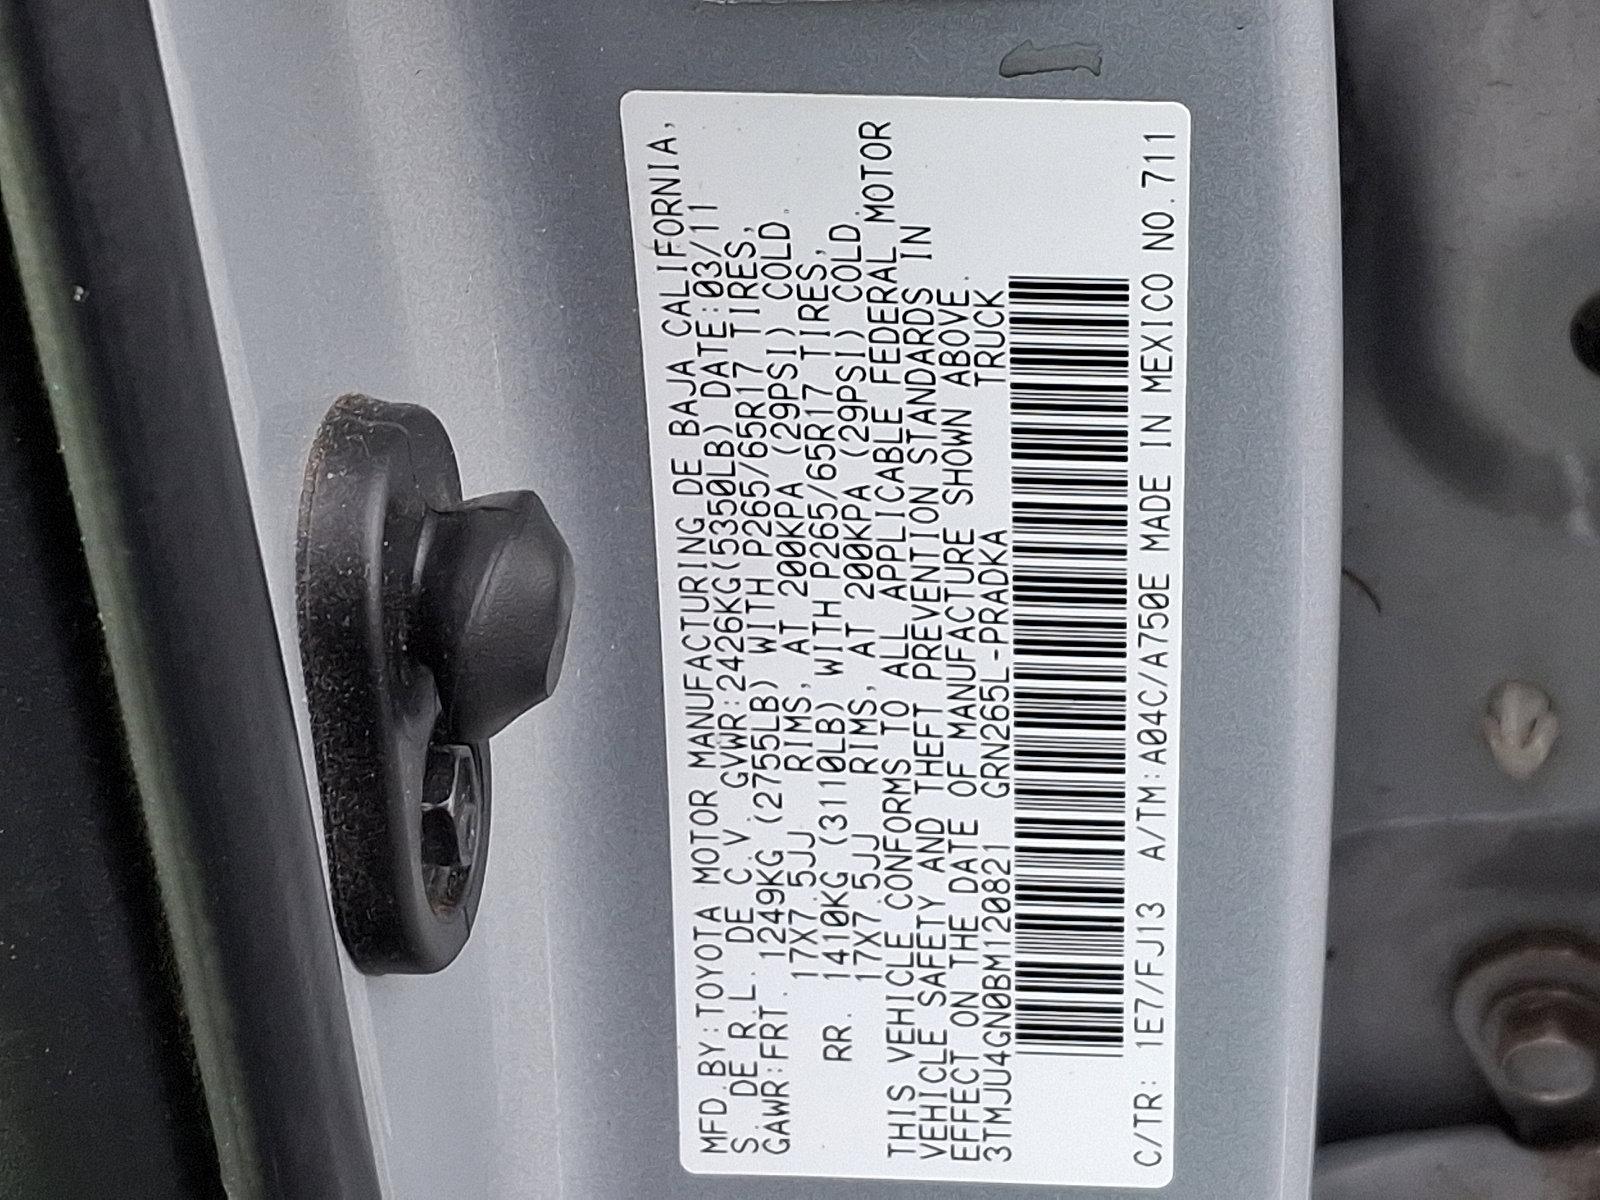 MFD.BY:TOYOTA MOTOR MANUFACTURING DE BAJA CALIFORNIA,
S. DE R.L. DE C.V. GVWR:2426KG(5350LB) DATE:03/11
GAWR:FRT. 1249KG (2755LB) WITH P265/65R17 TIRES,
17X7.5JJ RIMS, AT 200KPA (29PSI) COLD.
RR. 1410KG (3110LB) WITH P265/65R17 TIRES,
17X7.5JJ RIMS, AT 200KPA (29PSI) COLD.
THIS VEHICLE CONFORMS TO ALL APPLICABLE FEDERAL MOTOR
VEHICLE SAFETY AND THEFT PREVENTION STANDARDS IN
EFFECT ON THE DATE OF MANUFACTURE SHOWN ABOVE.
3TMJU4GN0BM120821 GRN265L-PRADKA TRUCK
C/TR: 1E7/FJ13 A/TM:A04C/A750E MADE IN MEXICO NO.711